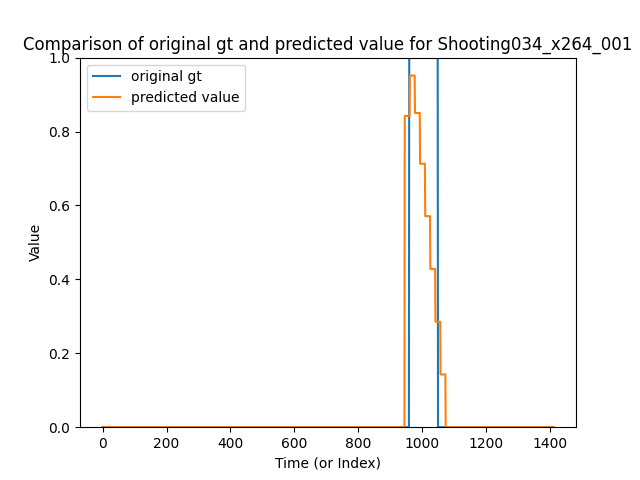 Comparison of original gt and predicted value for Shooting034_x264_001
original gt
predicted value
1.0
0.8
0.6
0.4
0.2
0.0
Value
0 200 400 600 800 1000 1200 1400
Time (or Index)